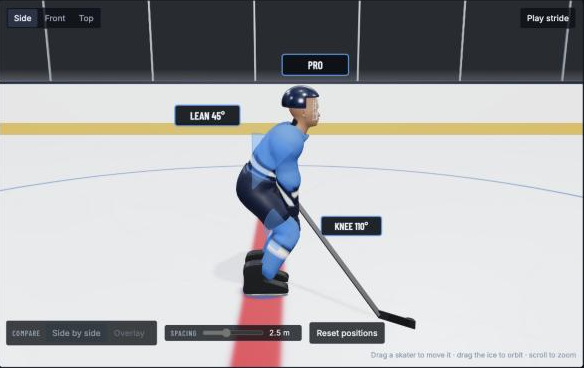 Side Front Top
Play stride
PRO
LEAN 45°
KNEE 110°
COMPARE Side by side Overlay
SPACING 2.5 m
Reset positions
Drag a skater to move it · drag the ice to orbit · scroll to zoom